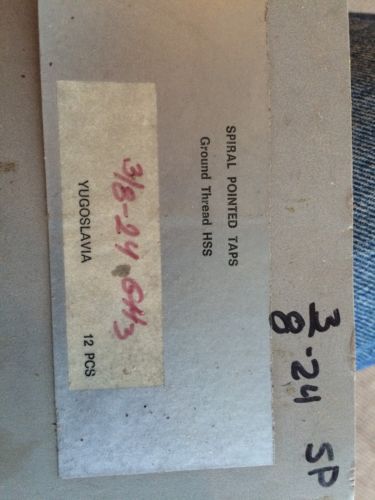 SPIRAL POINTED TAPS
Ground Thread HSS
3/8-24 GH3
YUGOSLAVIA 12 PCS
3/8-24 SP